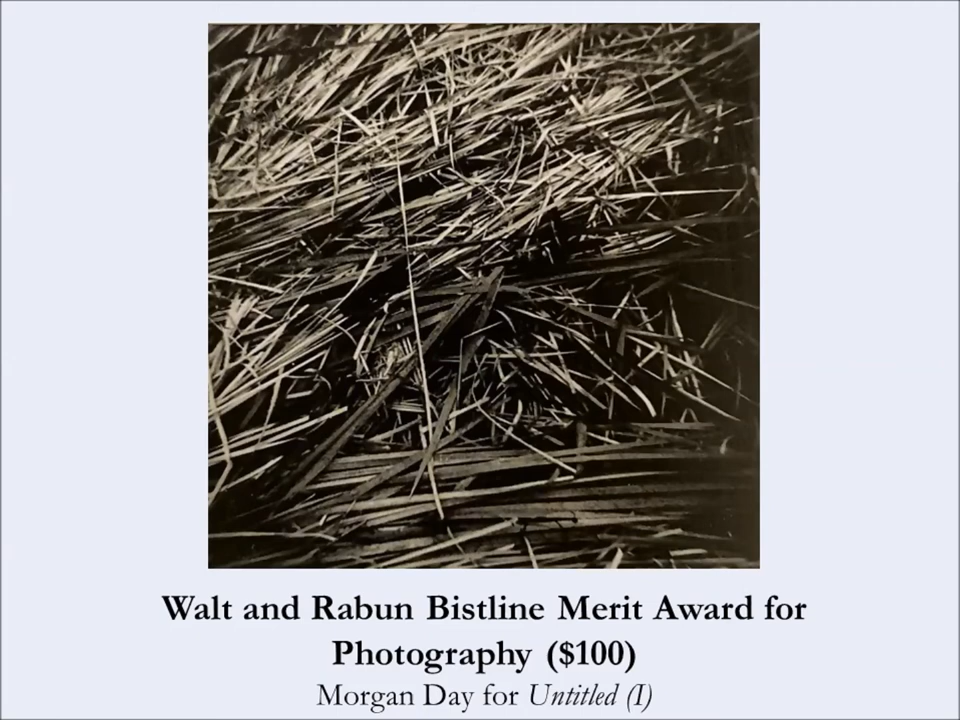 Walt and Rabun Bistline Merit Award for
Photography ($100)
Morgan Day for Untitled (I)